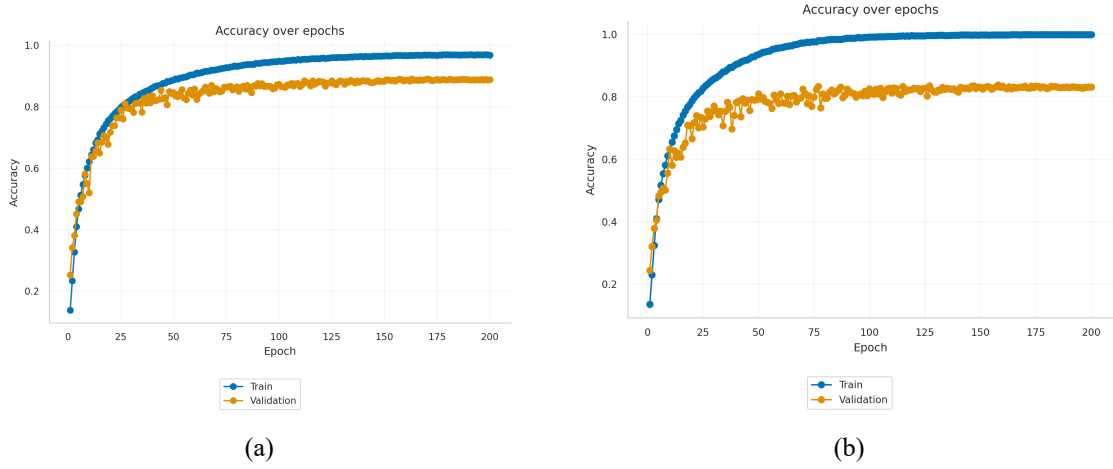 Accuracy over epochs
1.0
0.8
0.6
0.4
0.2
Accuracy
0 25 50 75 100 125 150 175 200
Epoch
Train
Validation
(a)
Accuracy over epochs
1.0
0.8
0.6
0.4
0.2
Accuracy
0 25 50 75 100 125 150 175 200
Epoch
Train
Validation
(b)